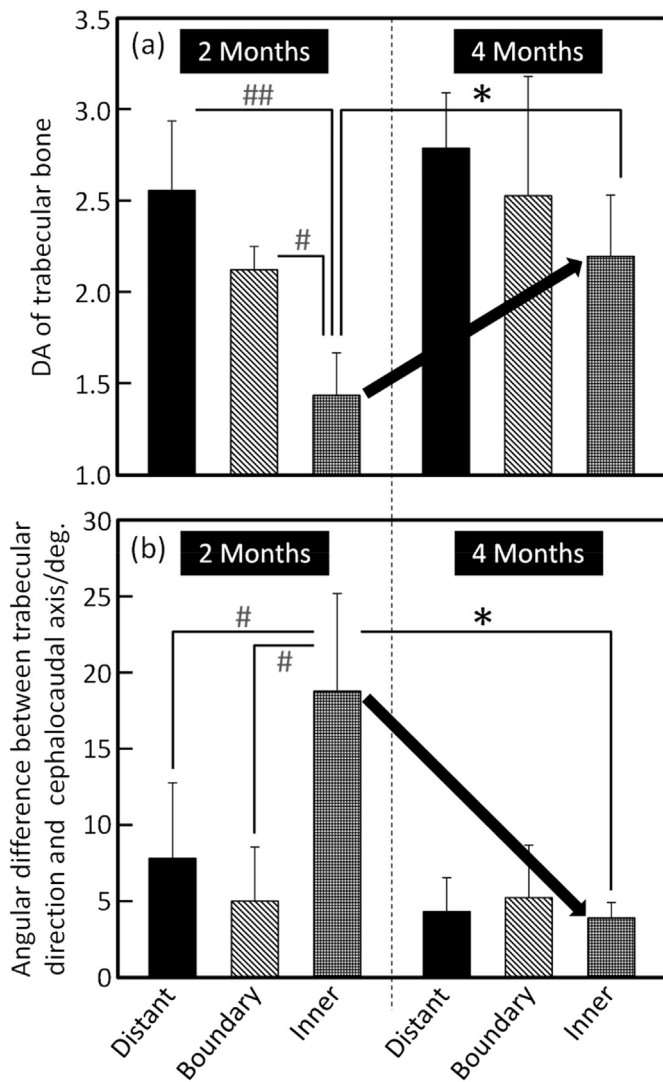 (a)
2 Months
4 Months
DA of trabecular bone
3.5
3.0
2.5
2.0
1.5
1.0
##
#
*
(b)
2 Months
4 Months
Angular difference between trabecular
direction and cephalocaudal axis/deg.
30
25
20
15
10
5
0
#
#
*
Distant
Boundary
Inner
Distant
Boundary
Inner